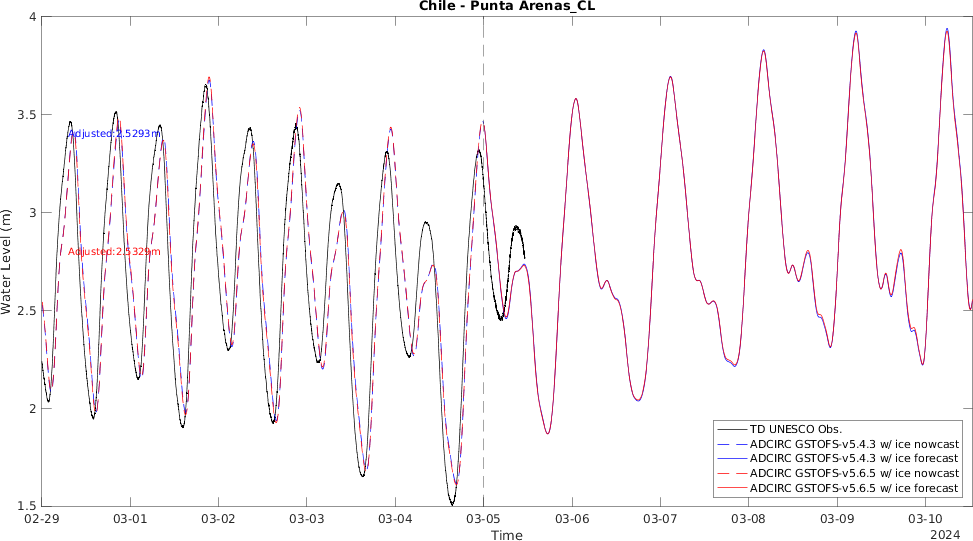 Chile - Punta Arenas_CL
Water Level (m)
4
3.5
3
2.5
2
1.5
Adjusted:2.5293m
Adjusted:2.5329m
TD UNESCO Obs.
ADCIRC GSTOFS-v5.4.3 w/ ice nowcast
ADCIRC GSTOFS-v5.4.3 w/ ice forecast
ADCIRC GSTOFS-v5.6.5 w/ ice nowcast
ADCIRC GSTOFS-v5.6.5 w/ ice forecast
02-29 03-01 03-02 03-03 03-04 03-05 03-06 03-07 03-08 03-09 03-10
Time
2024